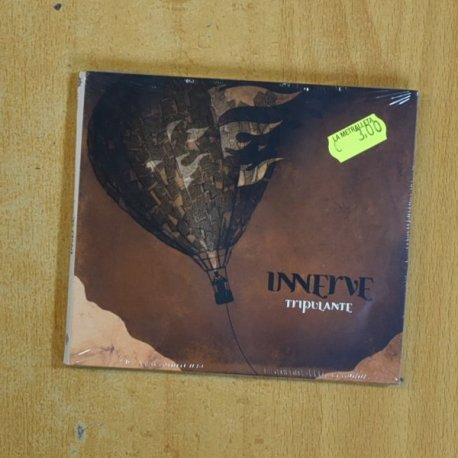 LA METRALLETA
€ 3,00
INNERVE
TRIPULANTE